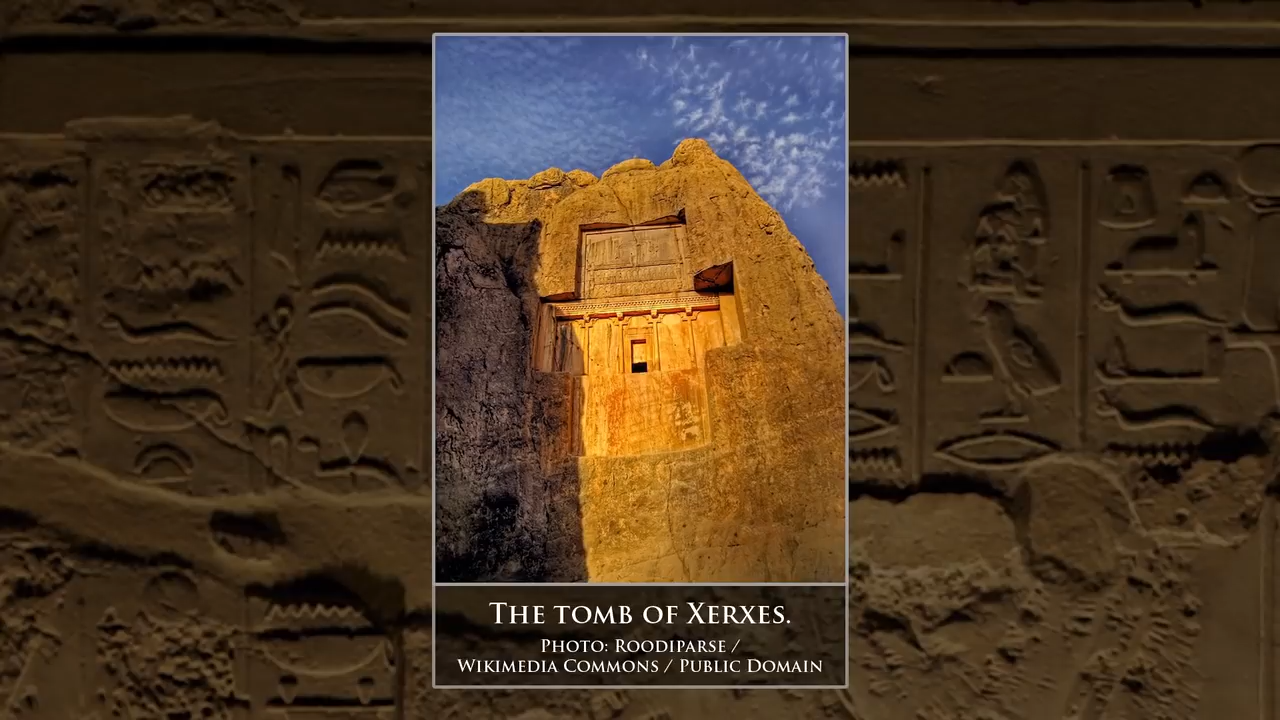 The tomb of Xerxes.
Photo: Roodiparse /
Wikimedia Commons / Public Domain